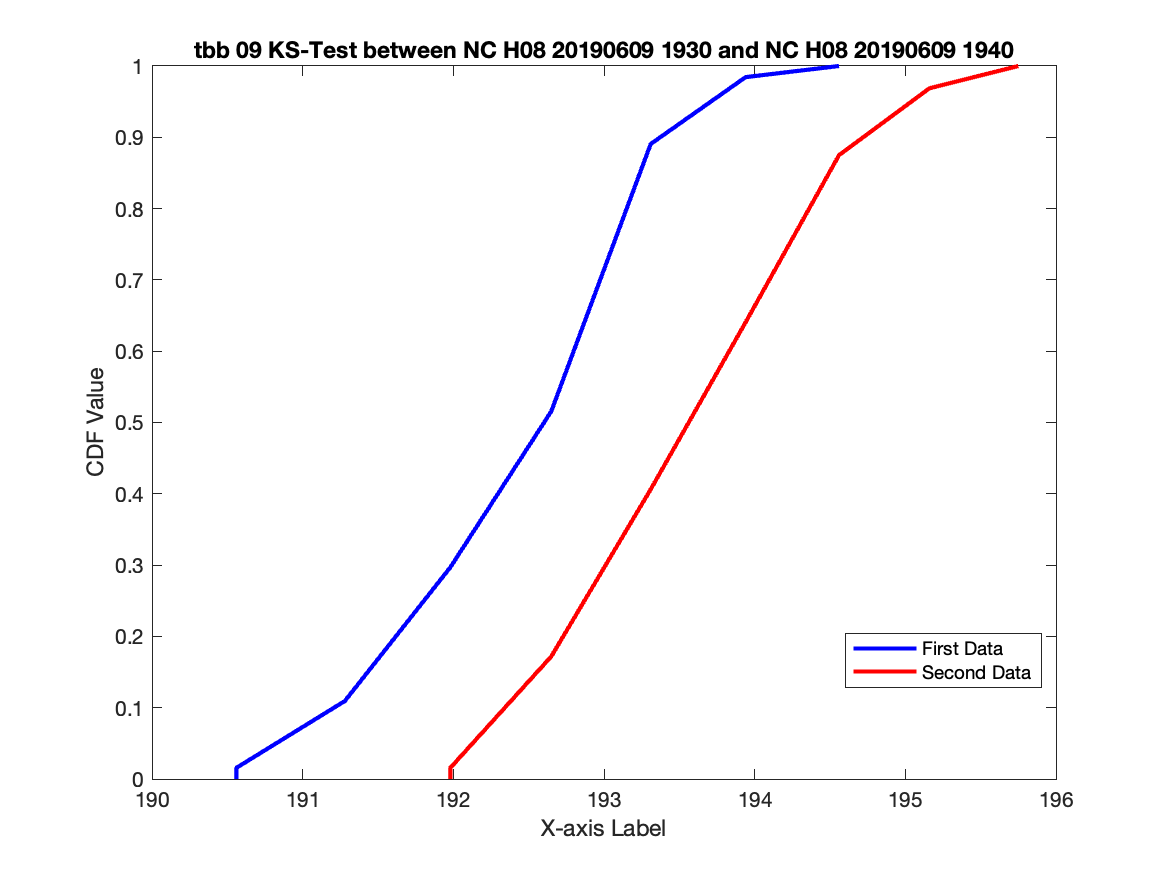 tbb 09 KS-Test between NC H08 20190609 1930 and NC H08 20190609 1940
1
0.9
0.8
0.7
0.6
0.5
0.4
0.3
0.2
0.1
0
CDF Value
First Data
Second Data
190 191 192 193 194 195 196
X-axis Label